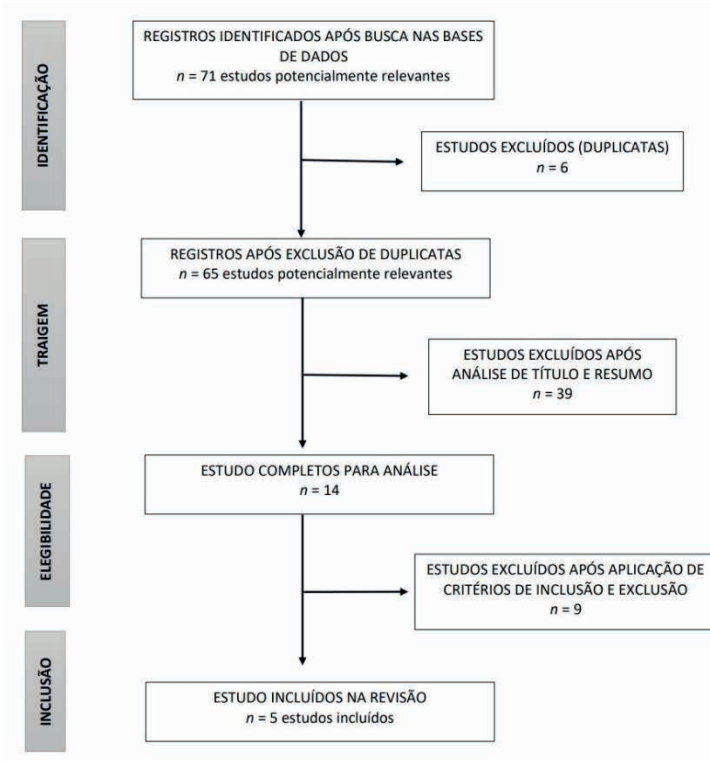 IDENTIFICAÇÃO
REGISTROS IDENTIFICADOS APÓS BUSCA NAS BASES
DE DADOS
n = 71 estudos potencialmente relevantes
ESTUDOS EXCLUÍDOS (DUPLICATAS)
n = 6
TRAIGEM
REGISTROS APÓS EXCLUSÃO DE DUPLICATAS
n = 65 estudos potencialmente relevantes
ESTUDOS EXCLUÍDOS APÓS
ANÁLISE DE TÍTULO E RESUMO
n = 39
ELEGIBILIDADE
ESTUDO COMPLETOS PARA ANÁLISE
n = 14
ESTUDOS EXCLUÍDOS APÓS APLICAÇÃO DE
CRITÉRIOS DE INCLUSÃO E EXCLUSÃO
n = 9
INCLUSÃO
ESTUDO INCLUÍDOS NA REVISÃO
n = 5 estudos incluídos